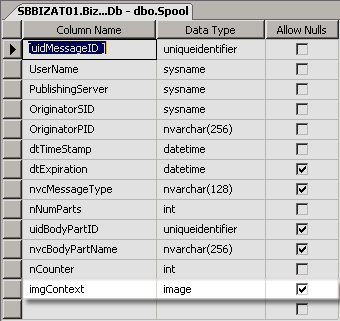 SBBIZAT01.Biz...Db - dbo.Spool
Column Name Data Type Allow Nulls
[uidMessageID ] uniqueidentifier
UserName sysname
PublishingServer sysname
OriginatorSID sysname
OriginatorPID nvarchar(256)
dtTimeStamp datetime
dtExpiration datetime
nvcMessageType nvarchar(128)
nNumParts int
uidBodyPartID uniqueidentifier
nvcBodyPartName nvarchar(256)
nCounter int
imgContext image